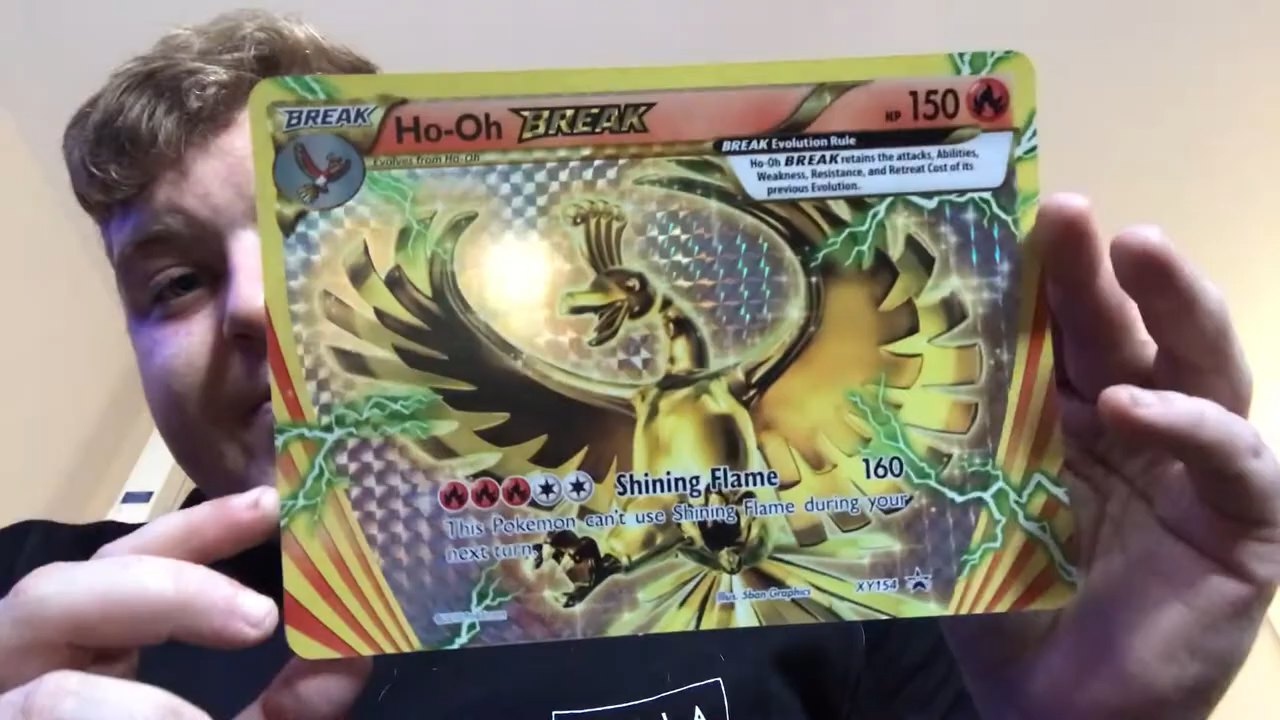 BREAK
Ho-Oh BREAK
HP 150
Evolves from Ho-Oh
BREAK Evolution Rule
Ho-Oh BREAK retains the attacks, Abilities,
Weakness, Resistance, and Retreat Cost of its
previous Evolution.
Shining Flame 160
This Pokemon can't use Shining Flame during your
next turn.
Illus. 5ban Graphics
XY154